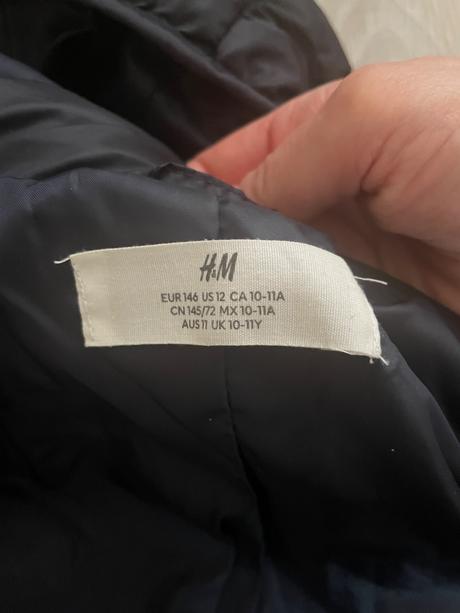 H&M
EUR 146 US 12 CA 10-11A
CN 145/72 MX 10-11A
AUS 11 UK 10-11Y